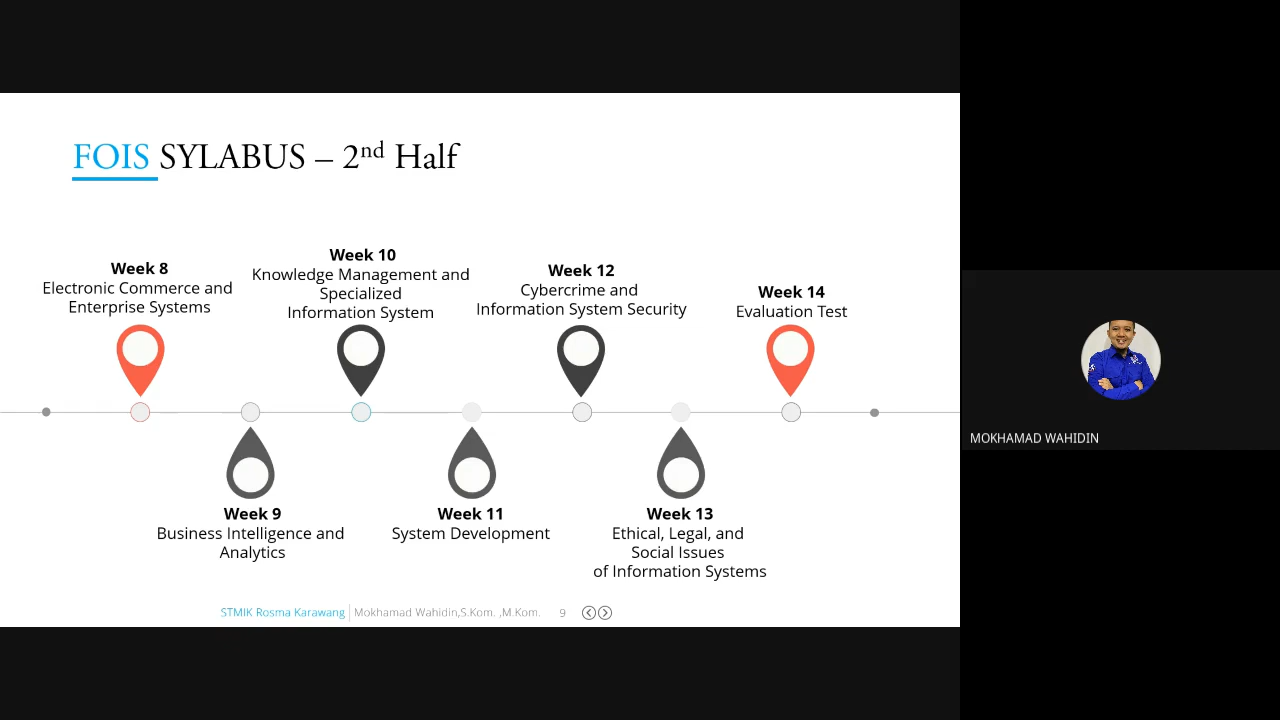 FOIS SYLABUS – 2nd Half
Week 8
Electronic Commerce and
Enterprise Systems
Week 10
Knowledge Management and
Specialized
Information System
Week 12
Cybercrime and
Information System Security
Week 14
Evaluation Test
Week 9
Business Intelligence and
Analytics
Week 11
System Development
Week 13
Ethical, Legal, and
Social Issues
of Information Systems
STMIK Rosma Karawang Mokhamad Wahidin,S.Kom. ,M.Kom. 9
MOKHAMAD WAHIDIN